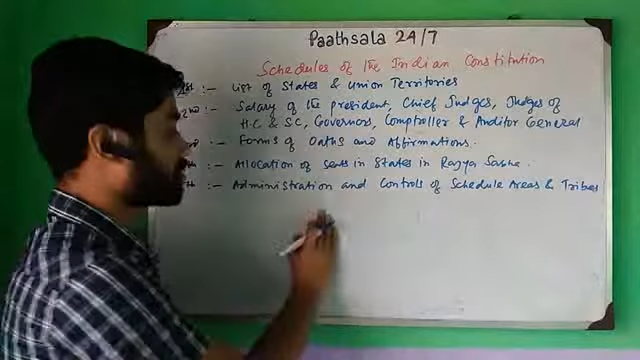 Paathsala 24/7
Schedules of the Indian Constitution
1st :- List of States & Union Territories
2nd :- Salary of the president, Chief Judges, Judges of
H.C & S.C, Governors, Comptroller & Auditor General
:- Forms of Oaths and Affirmations.
:- Allocation of seats in States in Rajya Sabha.
:- Administration and Controls of Schedule Areas & Tribes